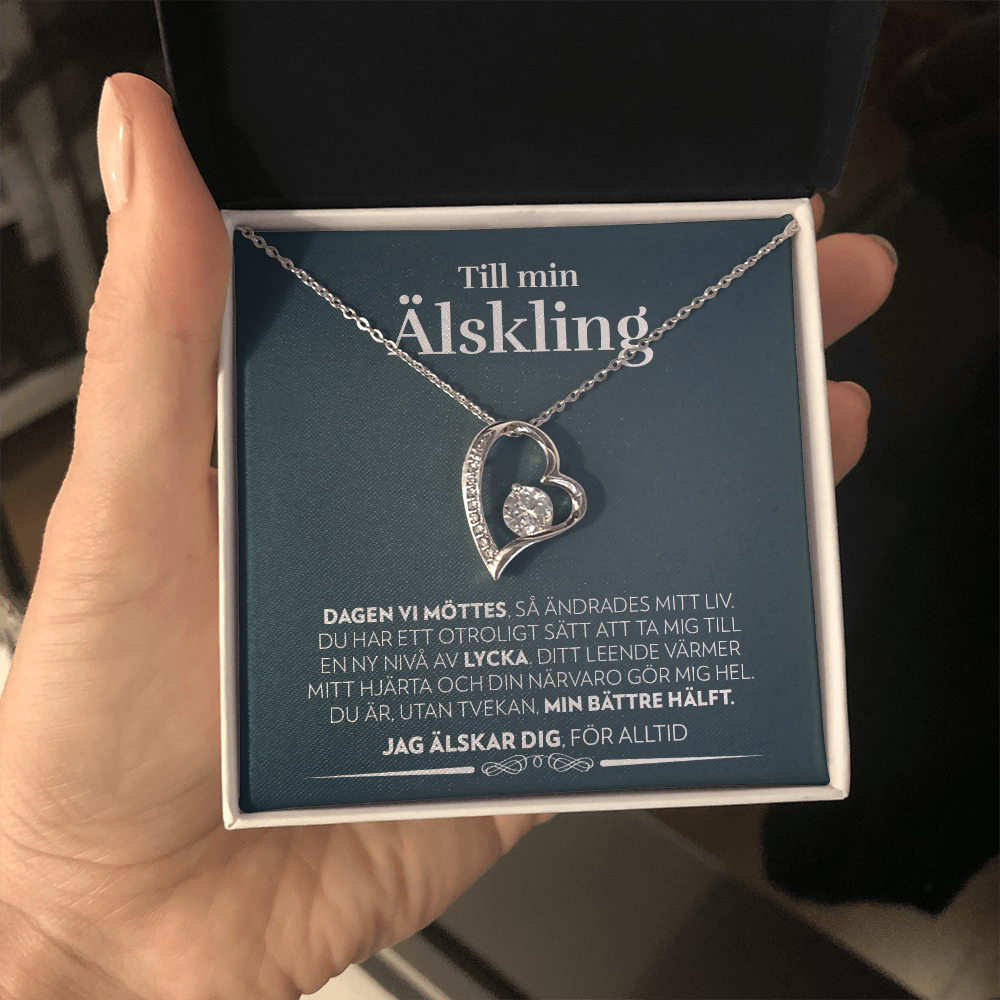 Till min
Älskling
DAGEN VI MÖTTES, SÅ ÄNDRADES MITT LIV.
DU HAR ETT OTROLIGT SÄTT ATT TA MIG TILL
EN NY NIVÅ AV LYCKA. DITT LEENDE VÄRMER
MITT HJÄRTA OCH DIN NÄRVARO GÖR MIG HEL.
DU ÄR, UTAN TVEKAN, MIN BÄTTRE HÄLFT.
JAG ÄLSKAR DIG, FÖR ALLTID